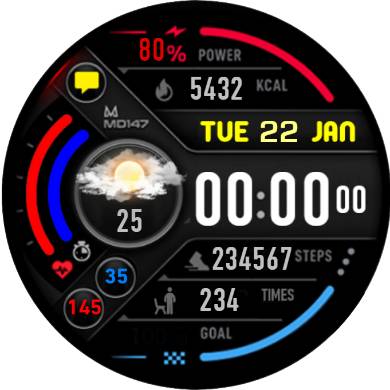 80% POWER
5432 KCAL
MD147
TUE 22 JAN
00:00 00
25
234567 STEPS
35
234 TIMES
145
GOAL